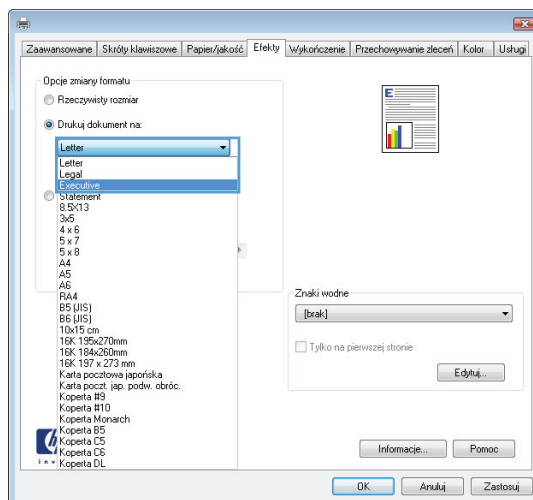 Zaawansowane Skróty klawiszowe Papier/jakość Efekty Wykończenie Przechowywanie zleceń Kolor Usługi
Opcje zmiany formatu
Rzeczywisty rozmiar
Drukuj dokument na:
Letter
Letter
Legal
Executive
Statement
8.5X13
3x5
4 x 6
5 x 7
5 x 8
A4
A5
A6
RA4
B5 (JIS)
B6 (JIS)
10x15 cm
16K 195x270mm
16K 184x260mm
16K 197 x 273 mm
Karta pocztowa japońska
Karta poczt. jap. podw. obróc.
Koperta #9
Koperta #10
Koperta Monarch
Koperta B5
Koperta C5
Koperta C6
Koperta DL
E
Znaki wodne
[brak]
Tylko na pierwszej stronie
Edytuj...
Informacje... Pomoc
OK Anuluj Zastosuj